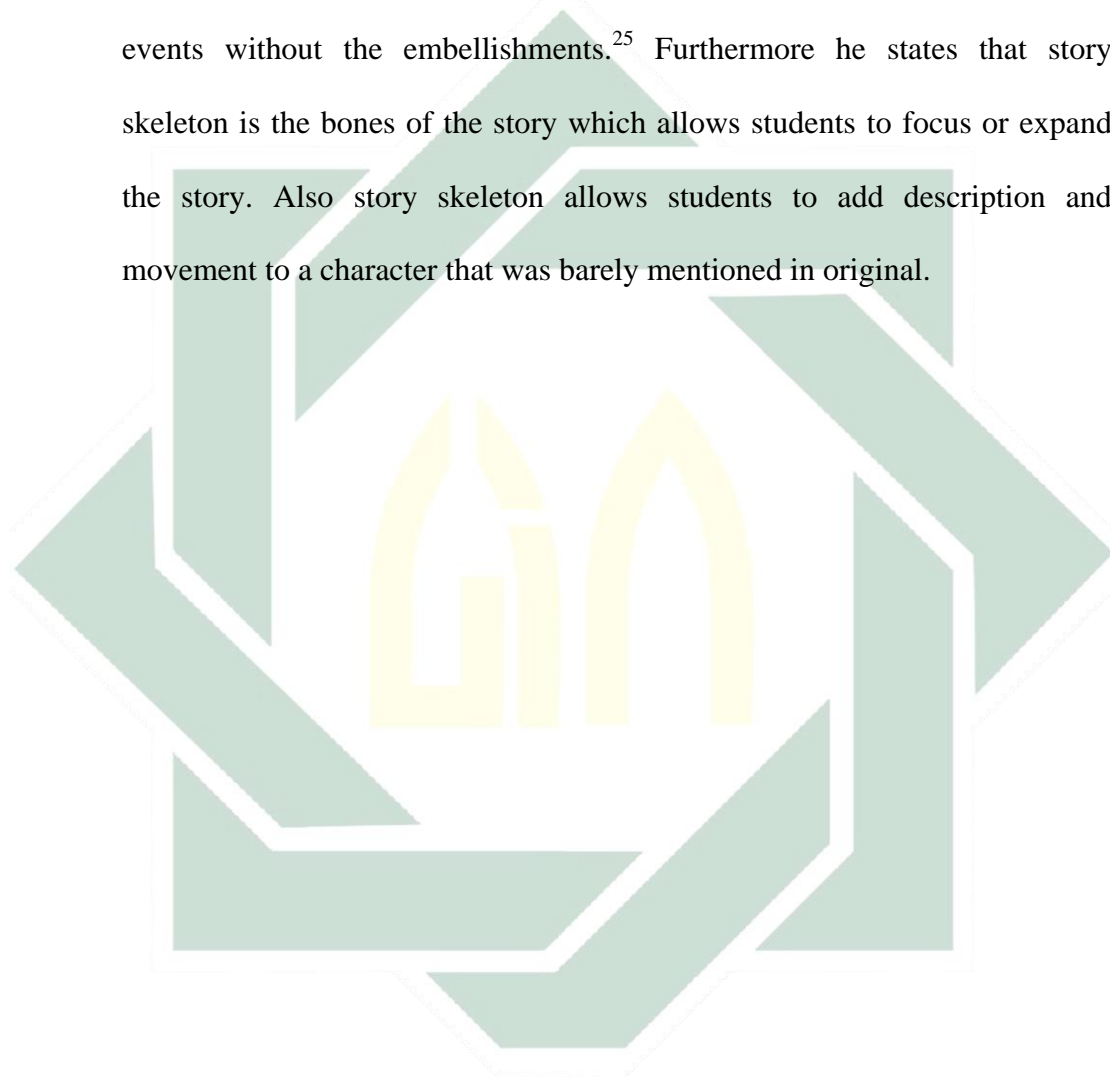 events without the embellishments.25 Furthermore he states that story
skeleton is the bones of the story which allows students to focus or expand
the story. Also story skeleton allows students to add description and
movement to a character that was barely mentioned in original.